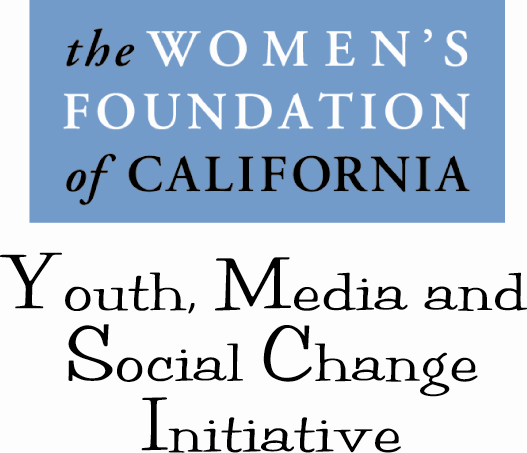 the WOMEN'S
FOUNDATION
of CALIFORNIA
Youth, Media and
Social Change
Initiative